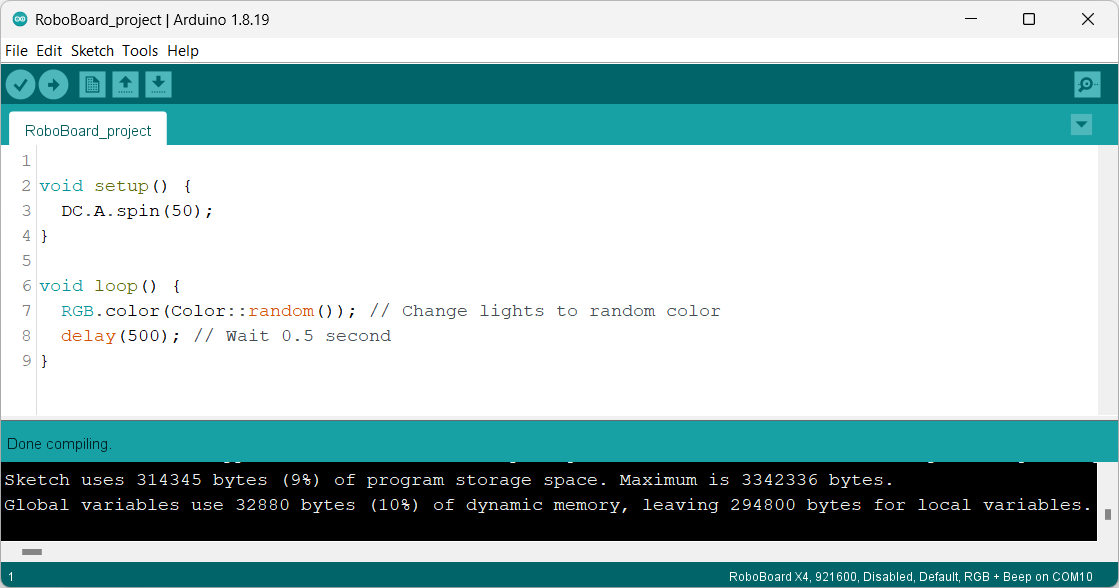 RoboBoard_project | Arduino 1.8.19
File Edit Sketch Tools Help
RoboBoard_project
1
2 void setup() {
3   DC.A.spin(50);
4 }
5
6 void loop() {
7   RGB.color(Color::random()); // Change lights to random color
8   delay(500); // Wait 0.5 second
9 }
Done compiling.
Sketch uses 314345 bytes (9%) of program storage space. Maximum is 3342336 bytes.
Global variables use 32880 bytes (10%) of dynamic memory, leaving 294800 bytes for local variables.
1 RoboBoard X4, 921600, Disabled, Default, RGB + Beep on COM10